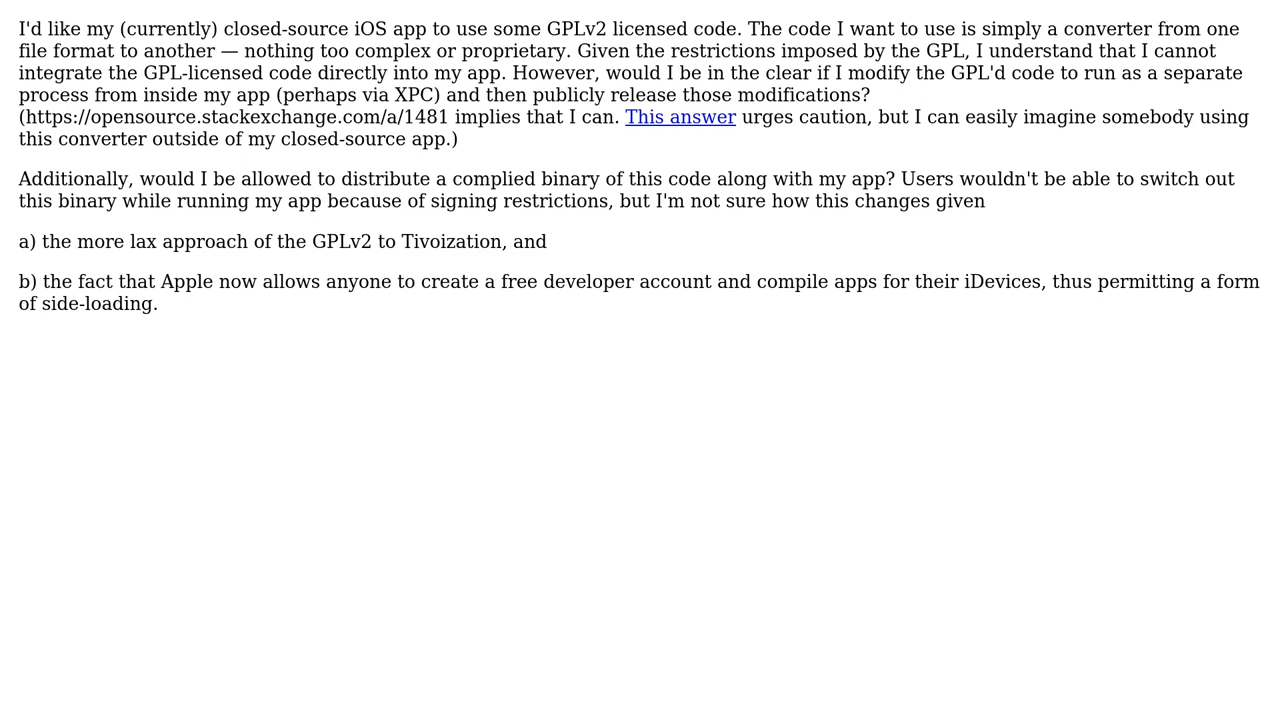 I'd like my (currently) closed-source iOS app to use some GPLv2 licensed code. The code I want to use is simply a converter from one
file format to another — nothing too complex or proprietary. Given the restrictions imposed by the GPL, I understand that I cannot
integrate the GPL-licensed code directly into my app. However, would I be in the clear if I modify the GPL'd code to run as a separate
process from inside my app (perhaps via XPC) and then publicly release those modifications?
(https://opensource.stackexchange.com/a/1481 implies that I can. This answer urges caution, but I can easily imagine somebody using
this converter outside of my closed-source app.)
Additionally, would I be allowed to distribute a complied binary of this code along with my app? Users wouldn't be able to switch out
this binary while running my app because of signing restrictions, but I'm not sure how this changes given
a) the more lax approach of the GPLv2 to Tivoization, and
b) the fact that Apple now allows anyone to create a free developer account and compile apps for their iDevices, thus permitting a form
of side-loading.